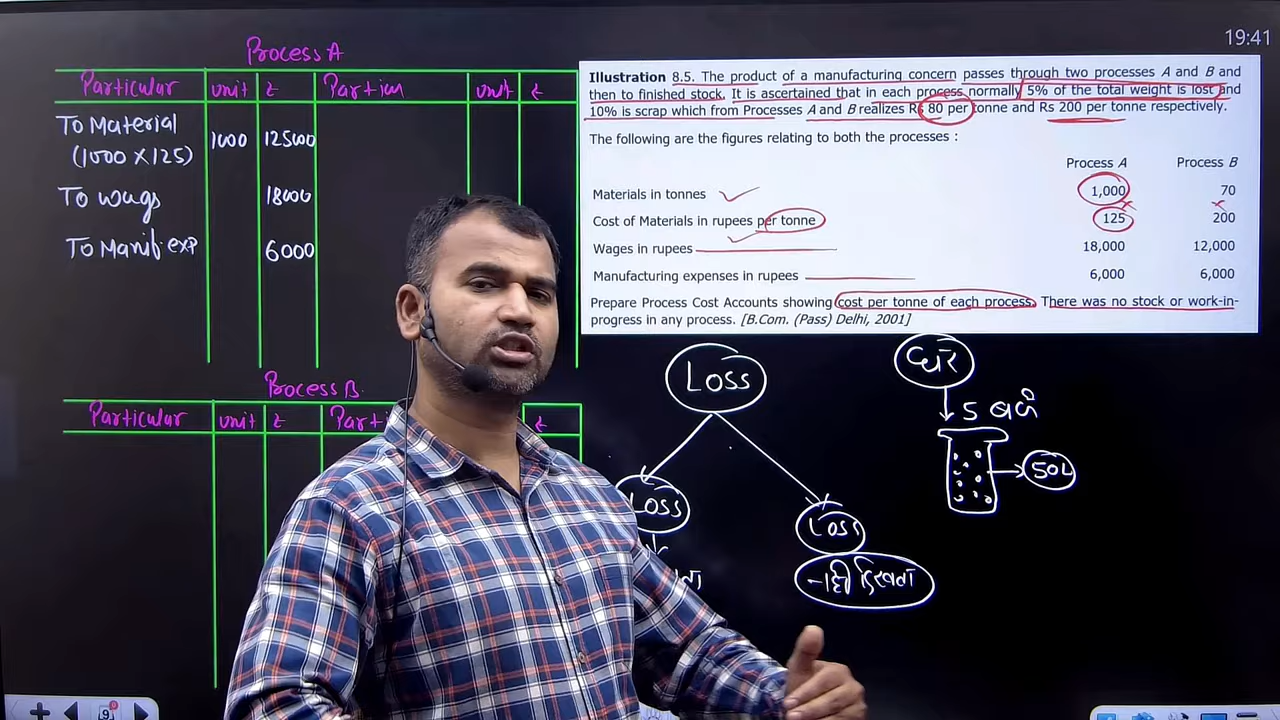 19:41
Process A
Particular unit ₹ Particu unit ₹
To Material 1000 125000
(1000 X 125)
To wags 18000
To Manif exp 6000
Process B
Particular unit ₹ Parti ₹
Illustration 8.5. The product of a manufacturing concern passes through two processes A and B and
then to finished stock. It is ascertained that in each process normally 5% of the total weight is lost and
10% is scrap which from Processes A and B realizes Rs 80 per tonne and Rs 200 per tonne respectively.
The following are the figures relating to both the processes :
Process A Process B
Materials in tonnes 1,000 70
Cost of Materials in rupees per tonne 125 200
Wages in rupees 18,000 12,000
Manufacturing expenses in rupees 6,000 6,000
Prepare Process Cost Accounts showing cost per tonne of each process. There was no stock or work-in-
progress in any process. [B.Com. (Pass) Delhi, 2001]
Loss
Loss
Loss
घर
5
50L
9